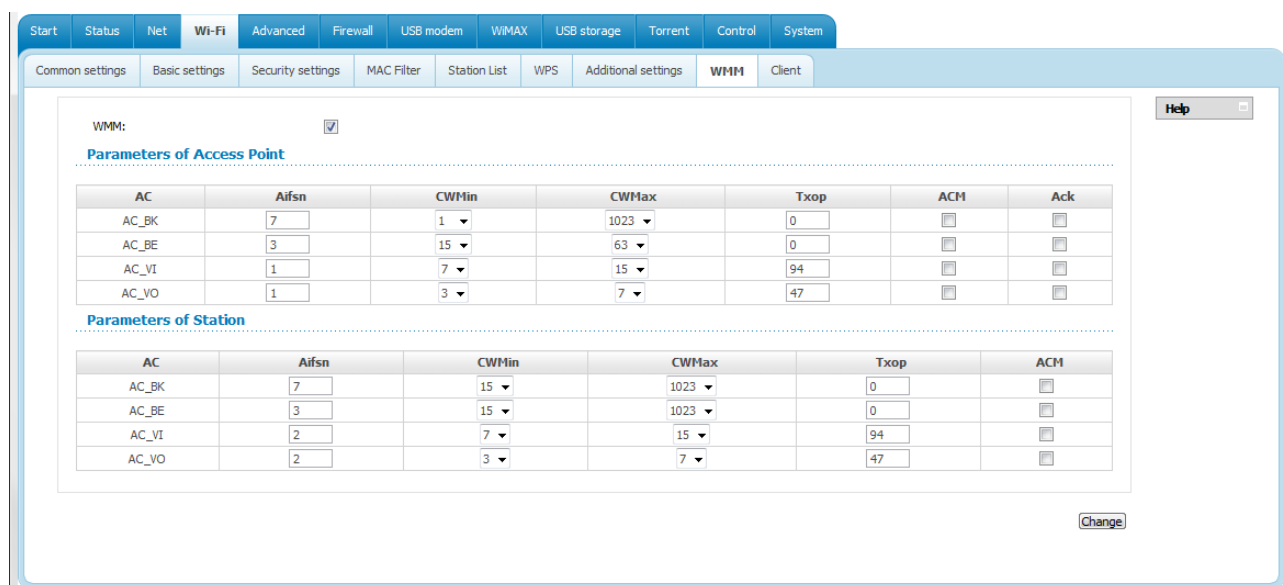 Start Status Net Wi-Fi Advanced Firewall USB modem WiMAX USB storage Torrent Control System
Common settings Basic settings Security settings MAC Filter Station List WPS Additional settings WMM Client
Help
WMM:
Parameters of Access Point
AC Aifsn CWMin CWMax Txop ACM Ack
AC_BK 7 1 1023 0
AC_BE 3 15 63 0
AC_VI 1 7 15 94
AC_VO 1 3 7 47
Parameters of Station
AC Aifsn CWMin CWMax Txop ACM
AC_BK 7 15 1023 0
AC_BE 3 15 1023 0
AC_VI 2 7 15 94
AC_VO 2 3 7 47
Change